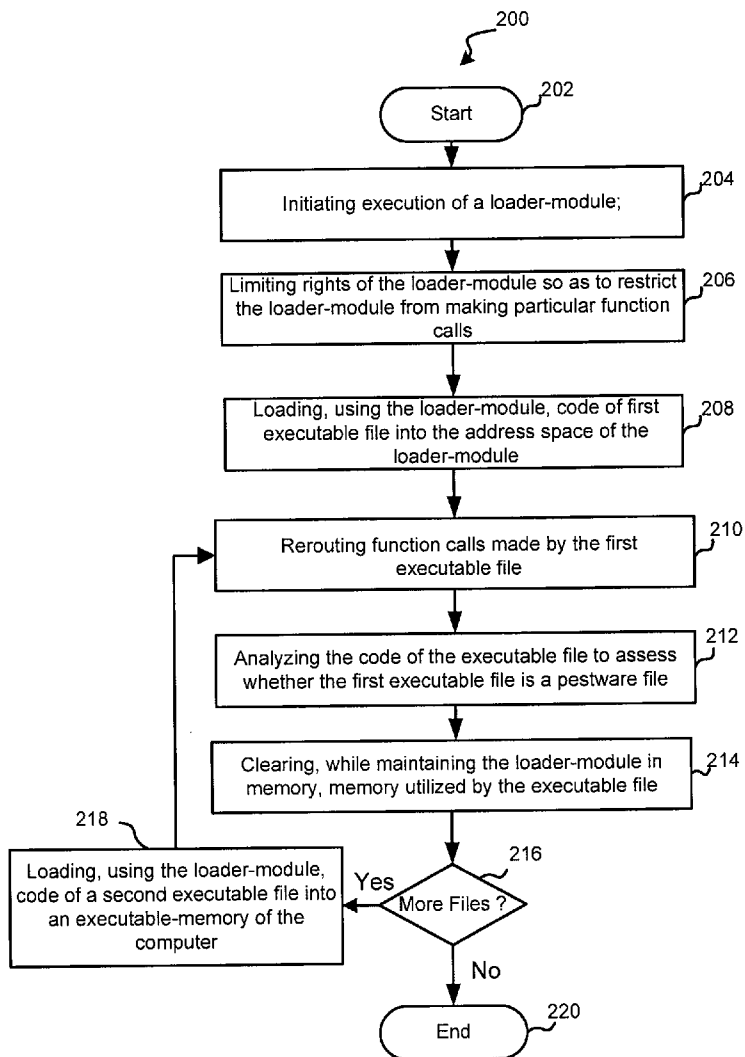 200
Start
202
Initiating execution of a loader-module;
204
Limiting rights of the loader-module so as to restrict
the loader-module from making particular function
calls
206
Loading, using the loader-module, code of first
executable file into the address space of the
loader-module
208
Rerouting function calls made by the first
executable file
210
Analyzing the code of the executable file to assess
whether the first executable file is a pestware file
212
Clearing, while maintaining the loader-module in
memory, memory utilized by the executable file
214
216
More Files ?
Yes
218
Loading, using the loader-module,
code of a second executable file into
an executable-memory of the
computer
No
End
220